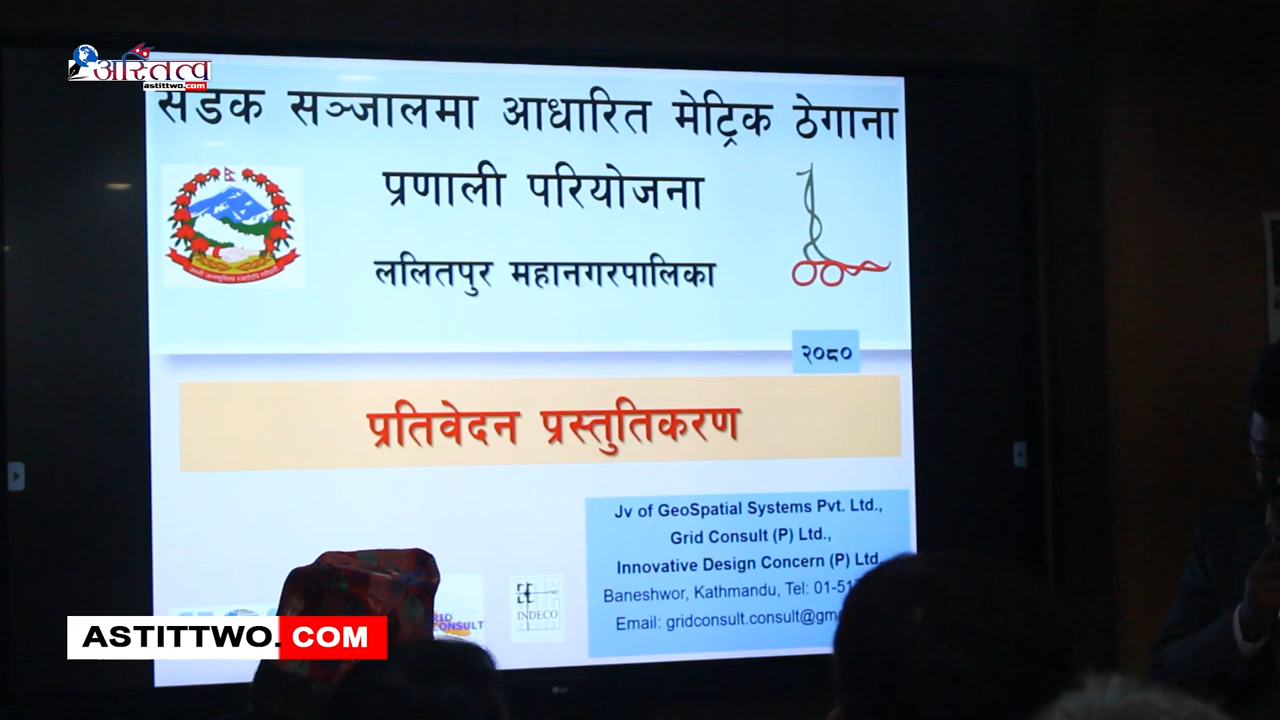 अस्तित्व
astittwo.com
सडक सञ्जालमा आधारित मेट्रिक ठेगाना
प्रणाली परियोजना
ललितपुर महानगरपालिका
२०८०
प्रतिवेदन प्रस्तुतिकरण
Jv of GeoSpatial Systems Pvt. Ltd.,
Grid Consult (P) Ltd.,
Innovative Design Concern (P) Ltd
Baneshwor, Kathmandu, Tel: 01-51
Email: gridconsult.consult@gm
INDECO
ASTITTWO.COM
LG